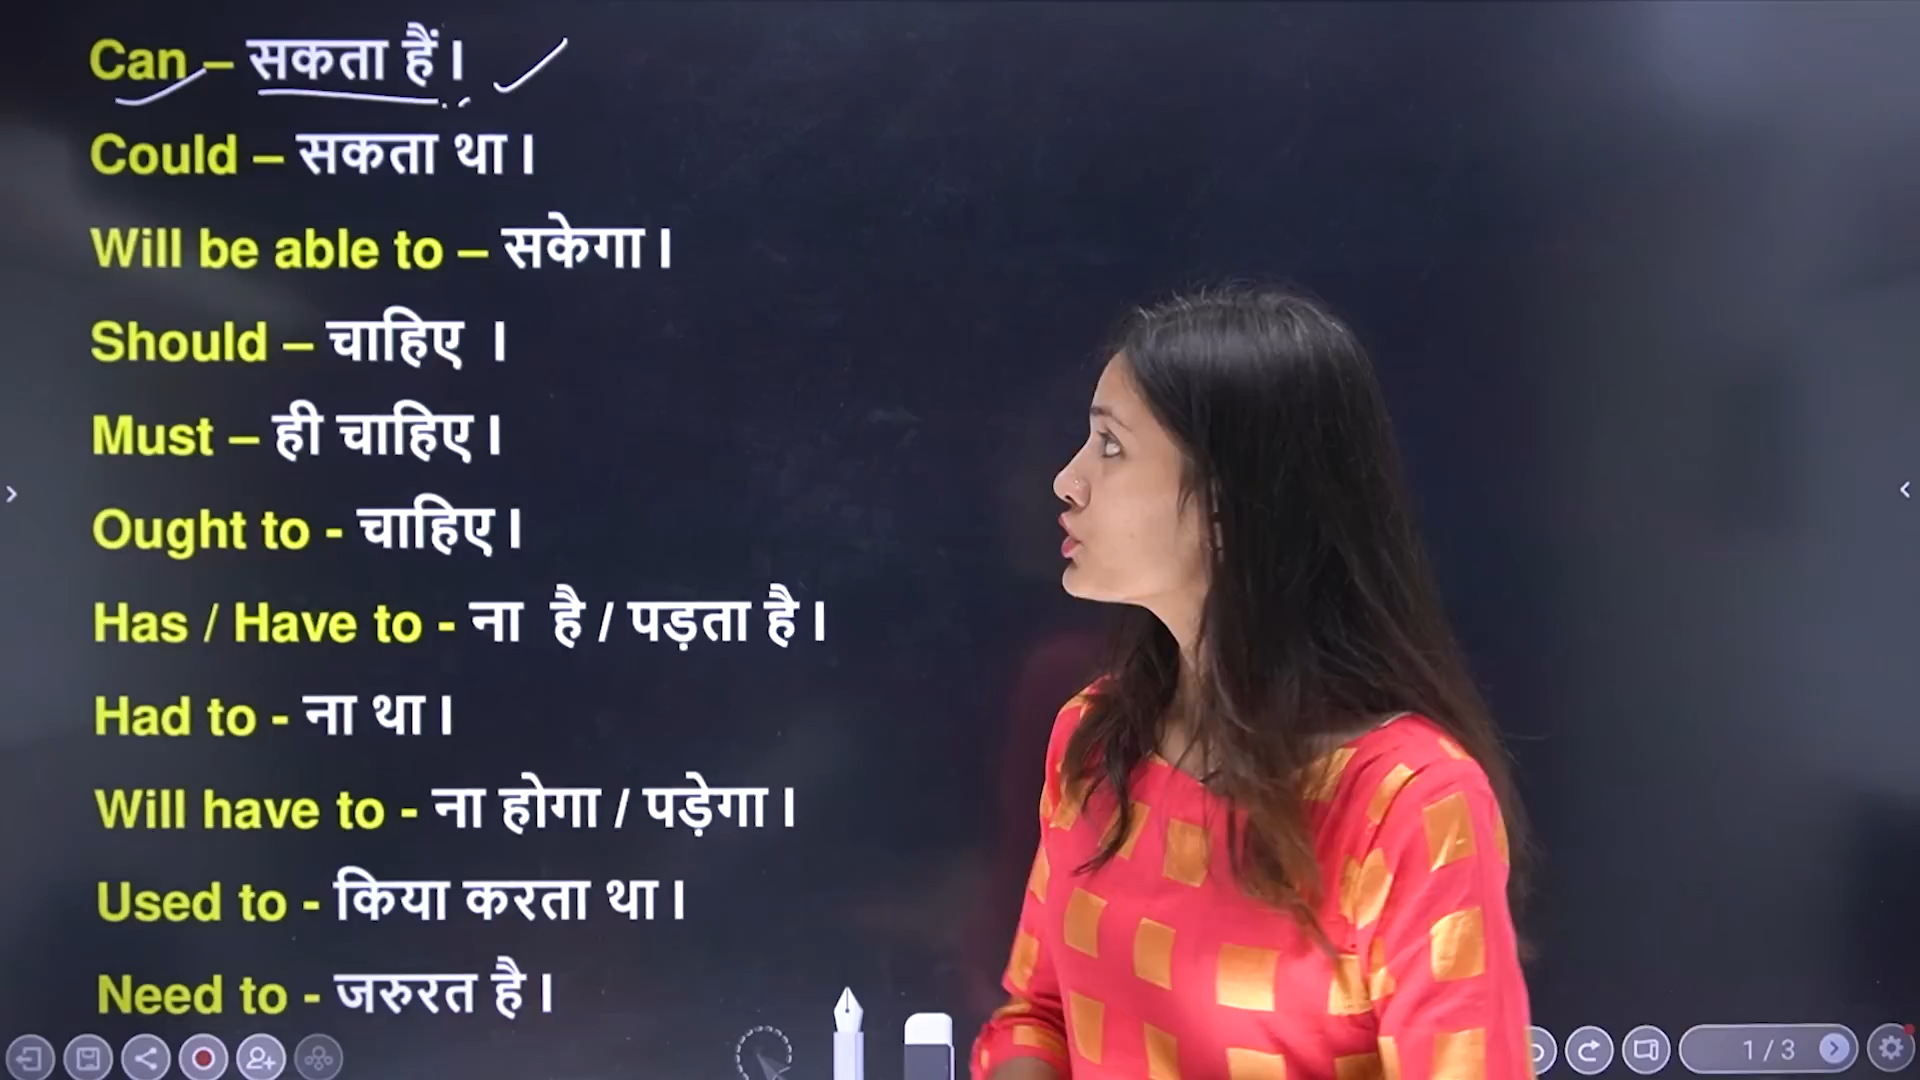 Can – सकता हैं।
Could – सकता था।
Will be able to – सकेगा।
Should – चाहिए ।
Must – ही चाहिए।
Ought to - चाहिए।
Has / Have to - ना है / पड़ता है।
Had to - ना था।
Will have to - ना होगा / पड़ेगा।
Used to - किया करता था।
Need to - जरुरत है।
1 / 3